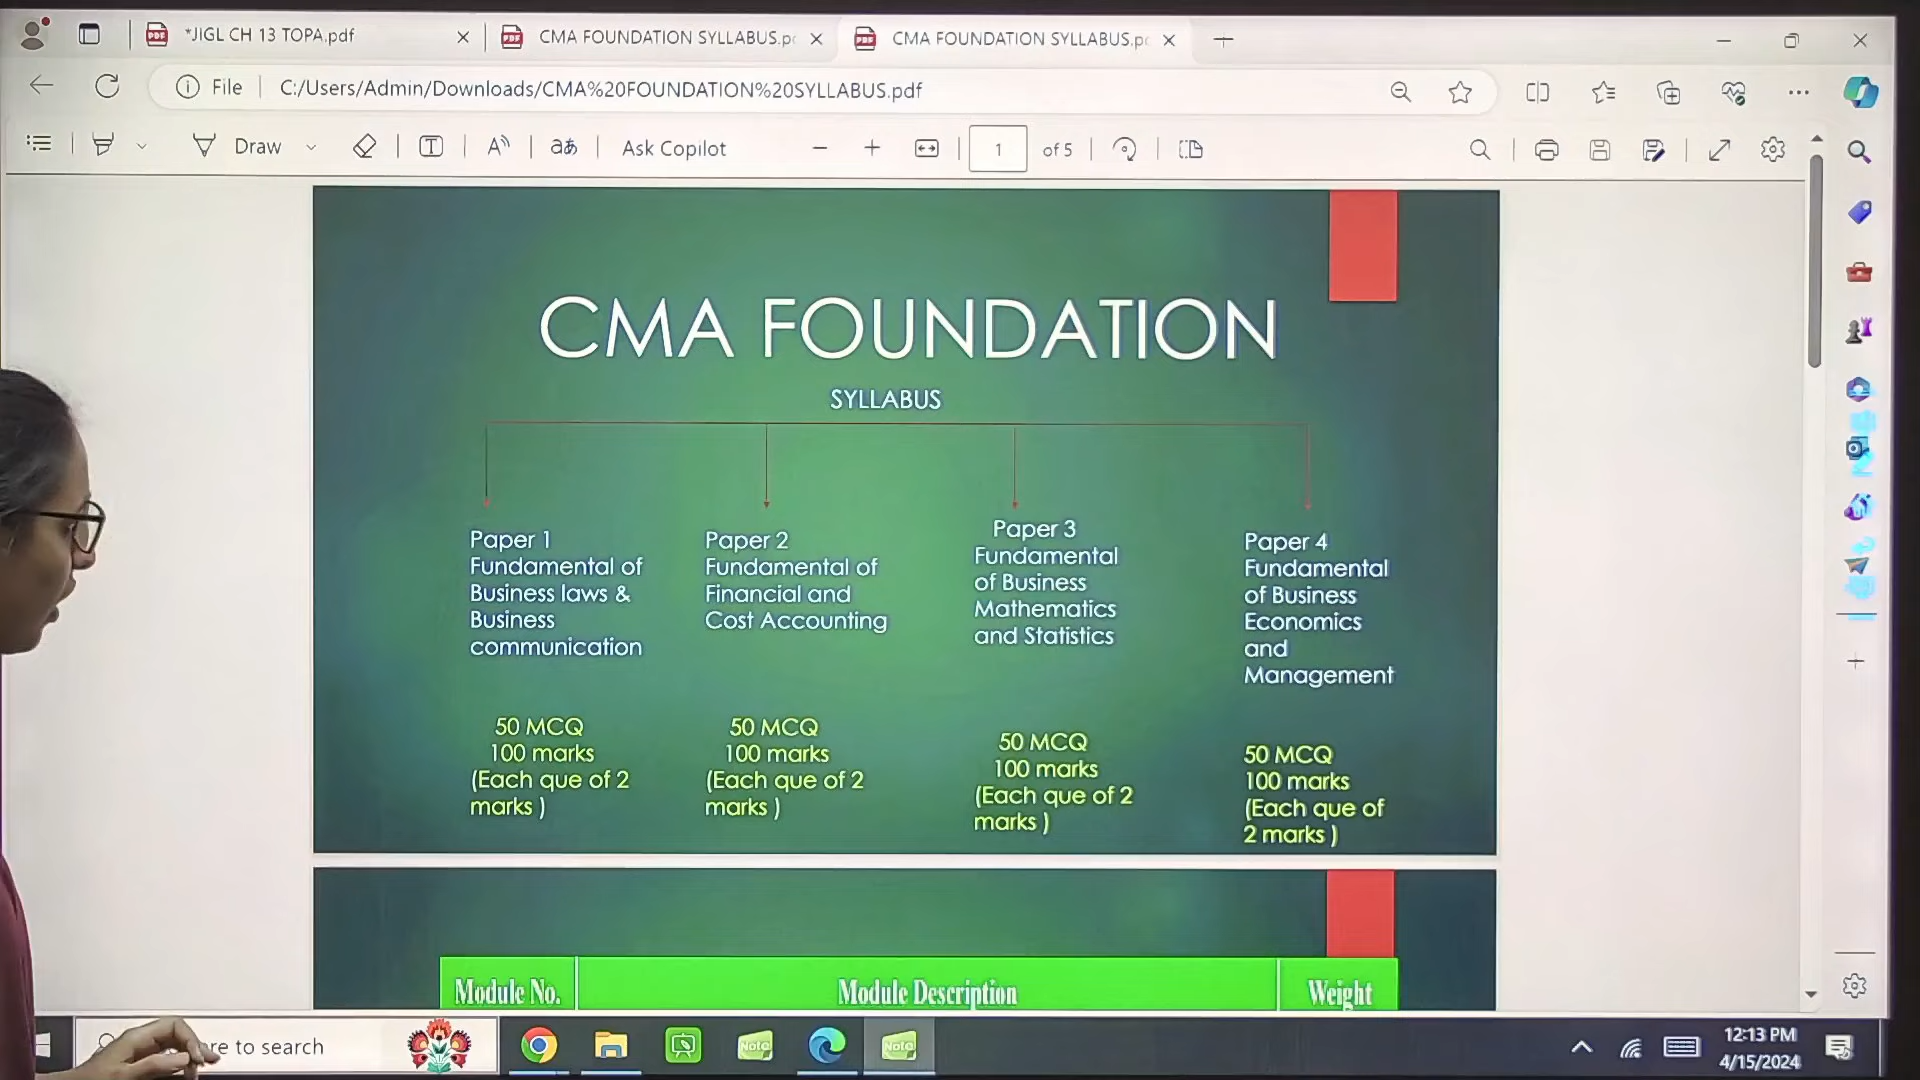 *JIGL CH 13 TOPA.pdf
CMA FOUNDATION SYLLABUS.p
CMA FOUNDATION SYLLABUS.p
File
C:/Users/Admin/Downloads/CMA%20FOUNDATION%20SYLLABUS.pdf
Draw
T
A
aあ
Ask Copilot
1
of 5
CMA FOUNDATION
SYLLABUS
Paper 1
Fundamental of
Business laws &
Business
communication
50 MCQ
100 marks
(Each que of 2
marks )
Paper 2
Fundamental of
Financial and
Cost Accounting
50 MCQ
100 marks
(Each que of 2
marks )
Paper 3
Fundamental
of Business
Mathematics
and Statistics
50 MCQ
100 marks
(Each que of 2
marks )
Paper 4
Fundamental
of Business
Economics
and
Management
50 MCQ
100 marks
(Each que of
2 marks )
Module No.
Module Description
Weight
re to search
Note
Note
12:13 PM
4/15/2024